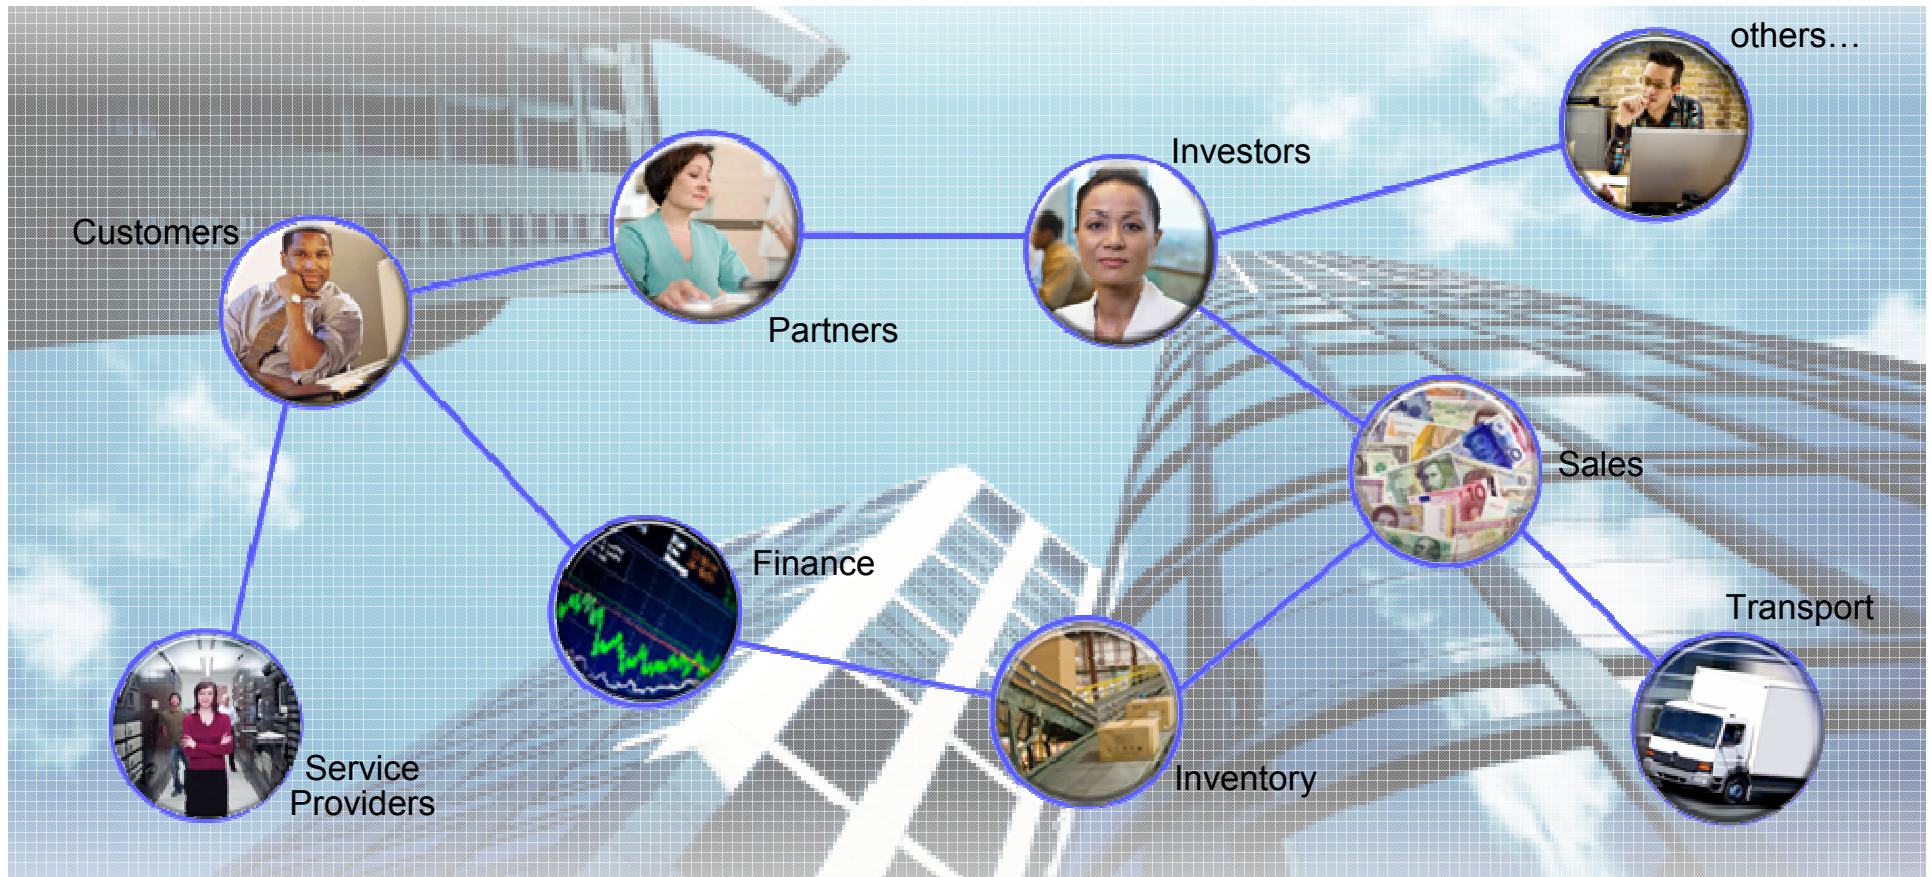 others…
Investors
Customers
Partners
Sales
Finance
Transport
Service
Providers
Inventory